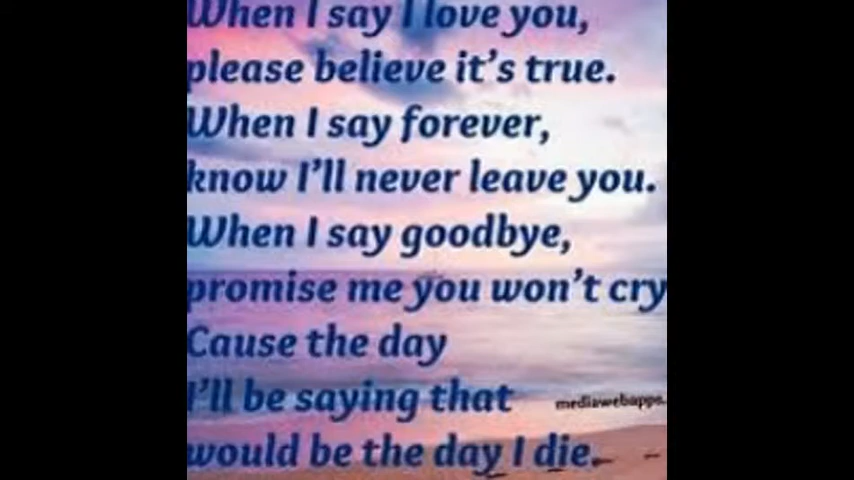 When I say I love you,
please believe it's true.
When I say forever,
know I'll never leave you.
When I say goodbye,
promise me you won't cry
Cause the day
I'll be saying that
mediawebapps.
would be the day I die.